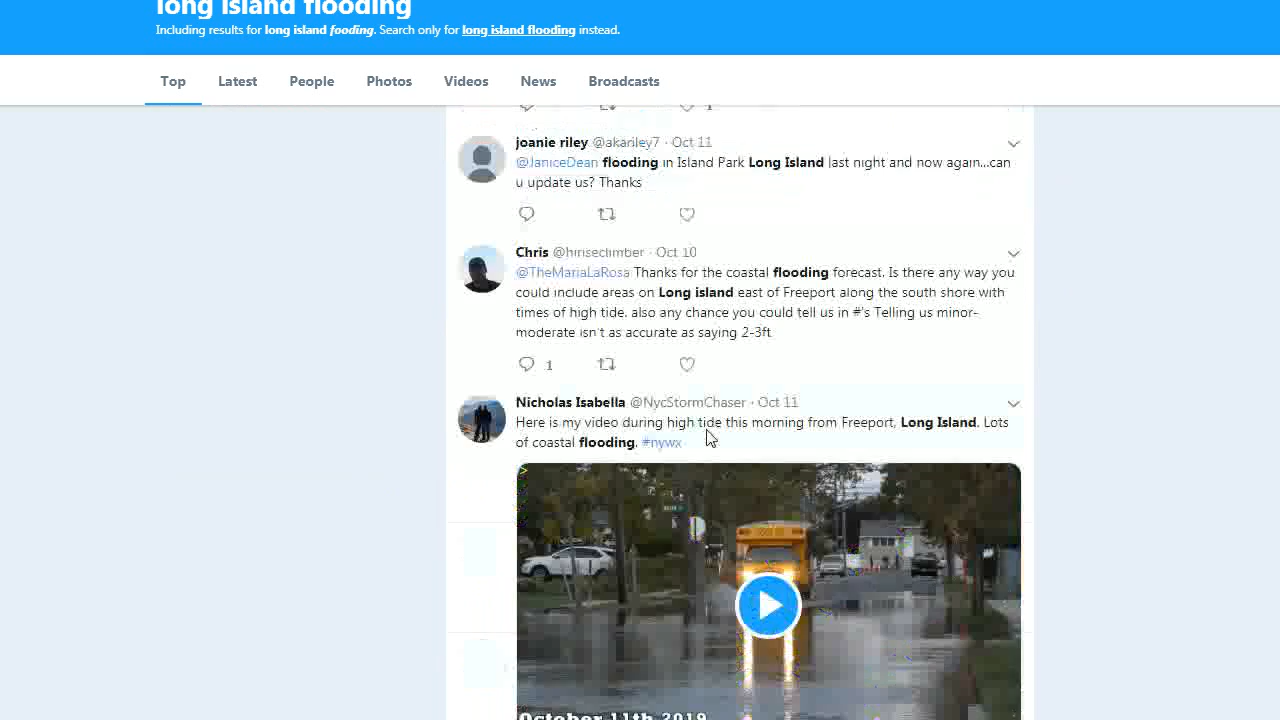 long island flooding
Including results for long island fooding. Search only for long island flooding instead.
Top Latest People Photos Videos News Broadcasts
1
joanie riley @akariley7 · Oct 11
@JaniceDean flooding in Island Park Long Island last night and now again...can
u update us? Thanks
Chris @hiriseclimber · Oct 10
@TheMariaLaRosa Thanks for the coastal flooding forecast. Is there any way you
could include areas on Long island east of Freeport along the south shore with
times of high tide. also any chance you could tell us in #'s Telling us minor-
moderate isn't as accurate as saying 2-3ft
1
Nicholas Isabella @NycStormChaser · Oct 11
Here is my video during high tide this morning from Freeport, Long Island. Lots
of coastal flooding. #nywx
October 11th 2019